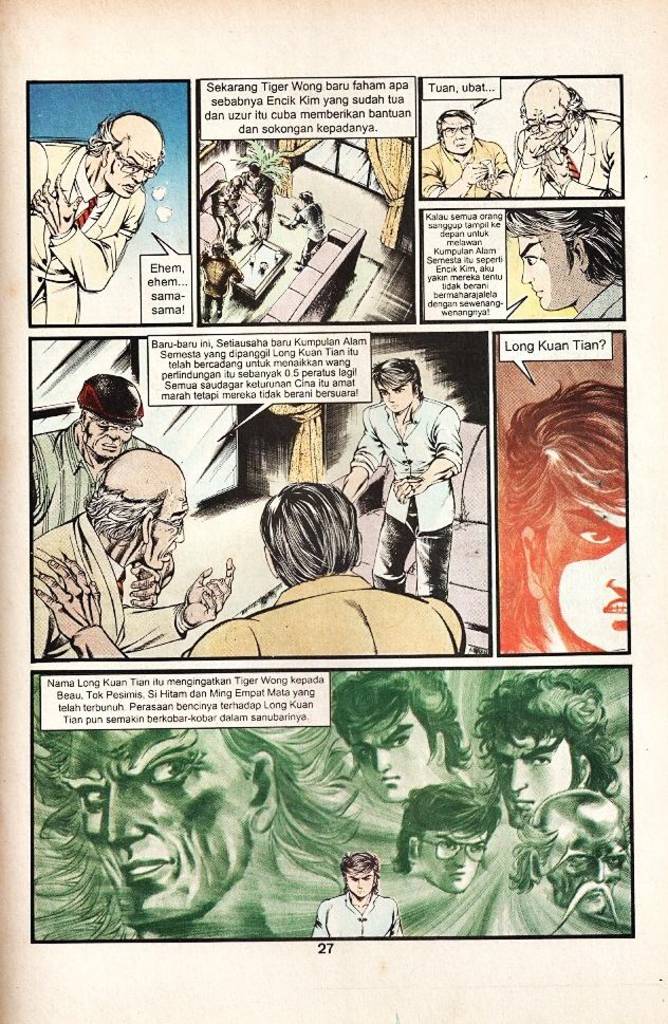 Ehem,
ehem...
sama-
sama!
Sekarang Tiger Wong baru faham apa
sebabnya Encik Kim yang sudah tua
dan uzur itu cuba memberikan bantuan
dan sokongan kepadanya.
Tuan, ubat...
Kalau semua orang
sanggup tampil ke
depan untuk
melawan
Kumpulan Alam
Semesta itu seperti
Encik Kim, aku
yakin mereka tentu
tidak berani
bermaharajalela
dengan sewenang-
wenangnya!
Baru-baru ini, Setiausaha baru Kumpulan Alam
Semesta yang dipanggil Long Kuan Tian itu
telah bercadang untuk menaikkan wang
perlindungan itu sebanyak 0.5 peratus lagi!
Semua saudagar keturunan Cina itu amat
marah tetapi mereka tidak berani bersuara!
Long Kuan Tian?
Nama Long Kuan Tian itu mengingatkan Tiger Wong kepada
Beau, Tok Pesimis, Si Hitam dan Ming Empat Mata yang
telah terbunuh. Perasaan bencinya terhadap Long Kuan
Tian pun semakin berkobar-kobar dalam sanubarinya.
27